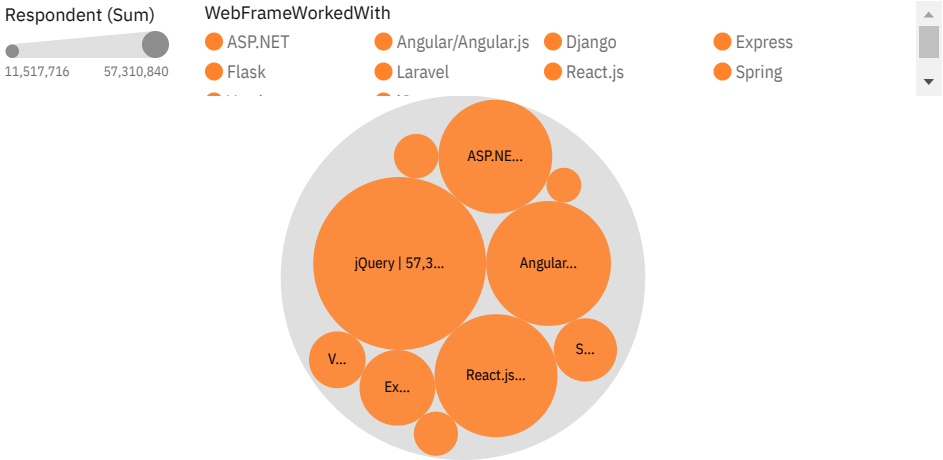 Respondent (Sum)
11,517,716 57,310,840
WebFrameWorkedWith
ASP.NET Angular/Angular.js Django Express
Flask Laravel React.js Spring
ASP.NE...
jQuery | 57,3...
Angular...
V...
Ex...
React.js...
S...